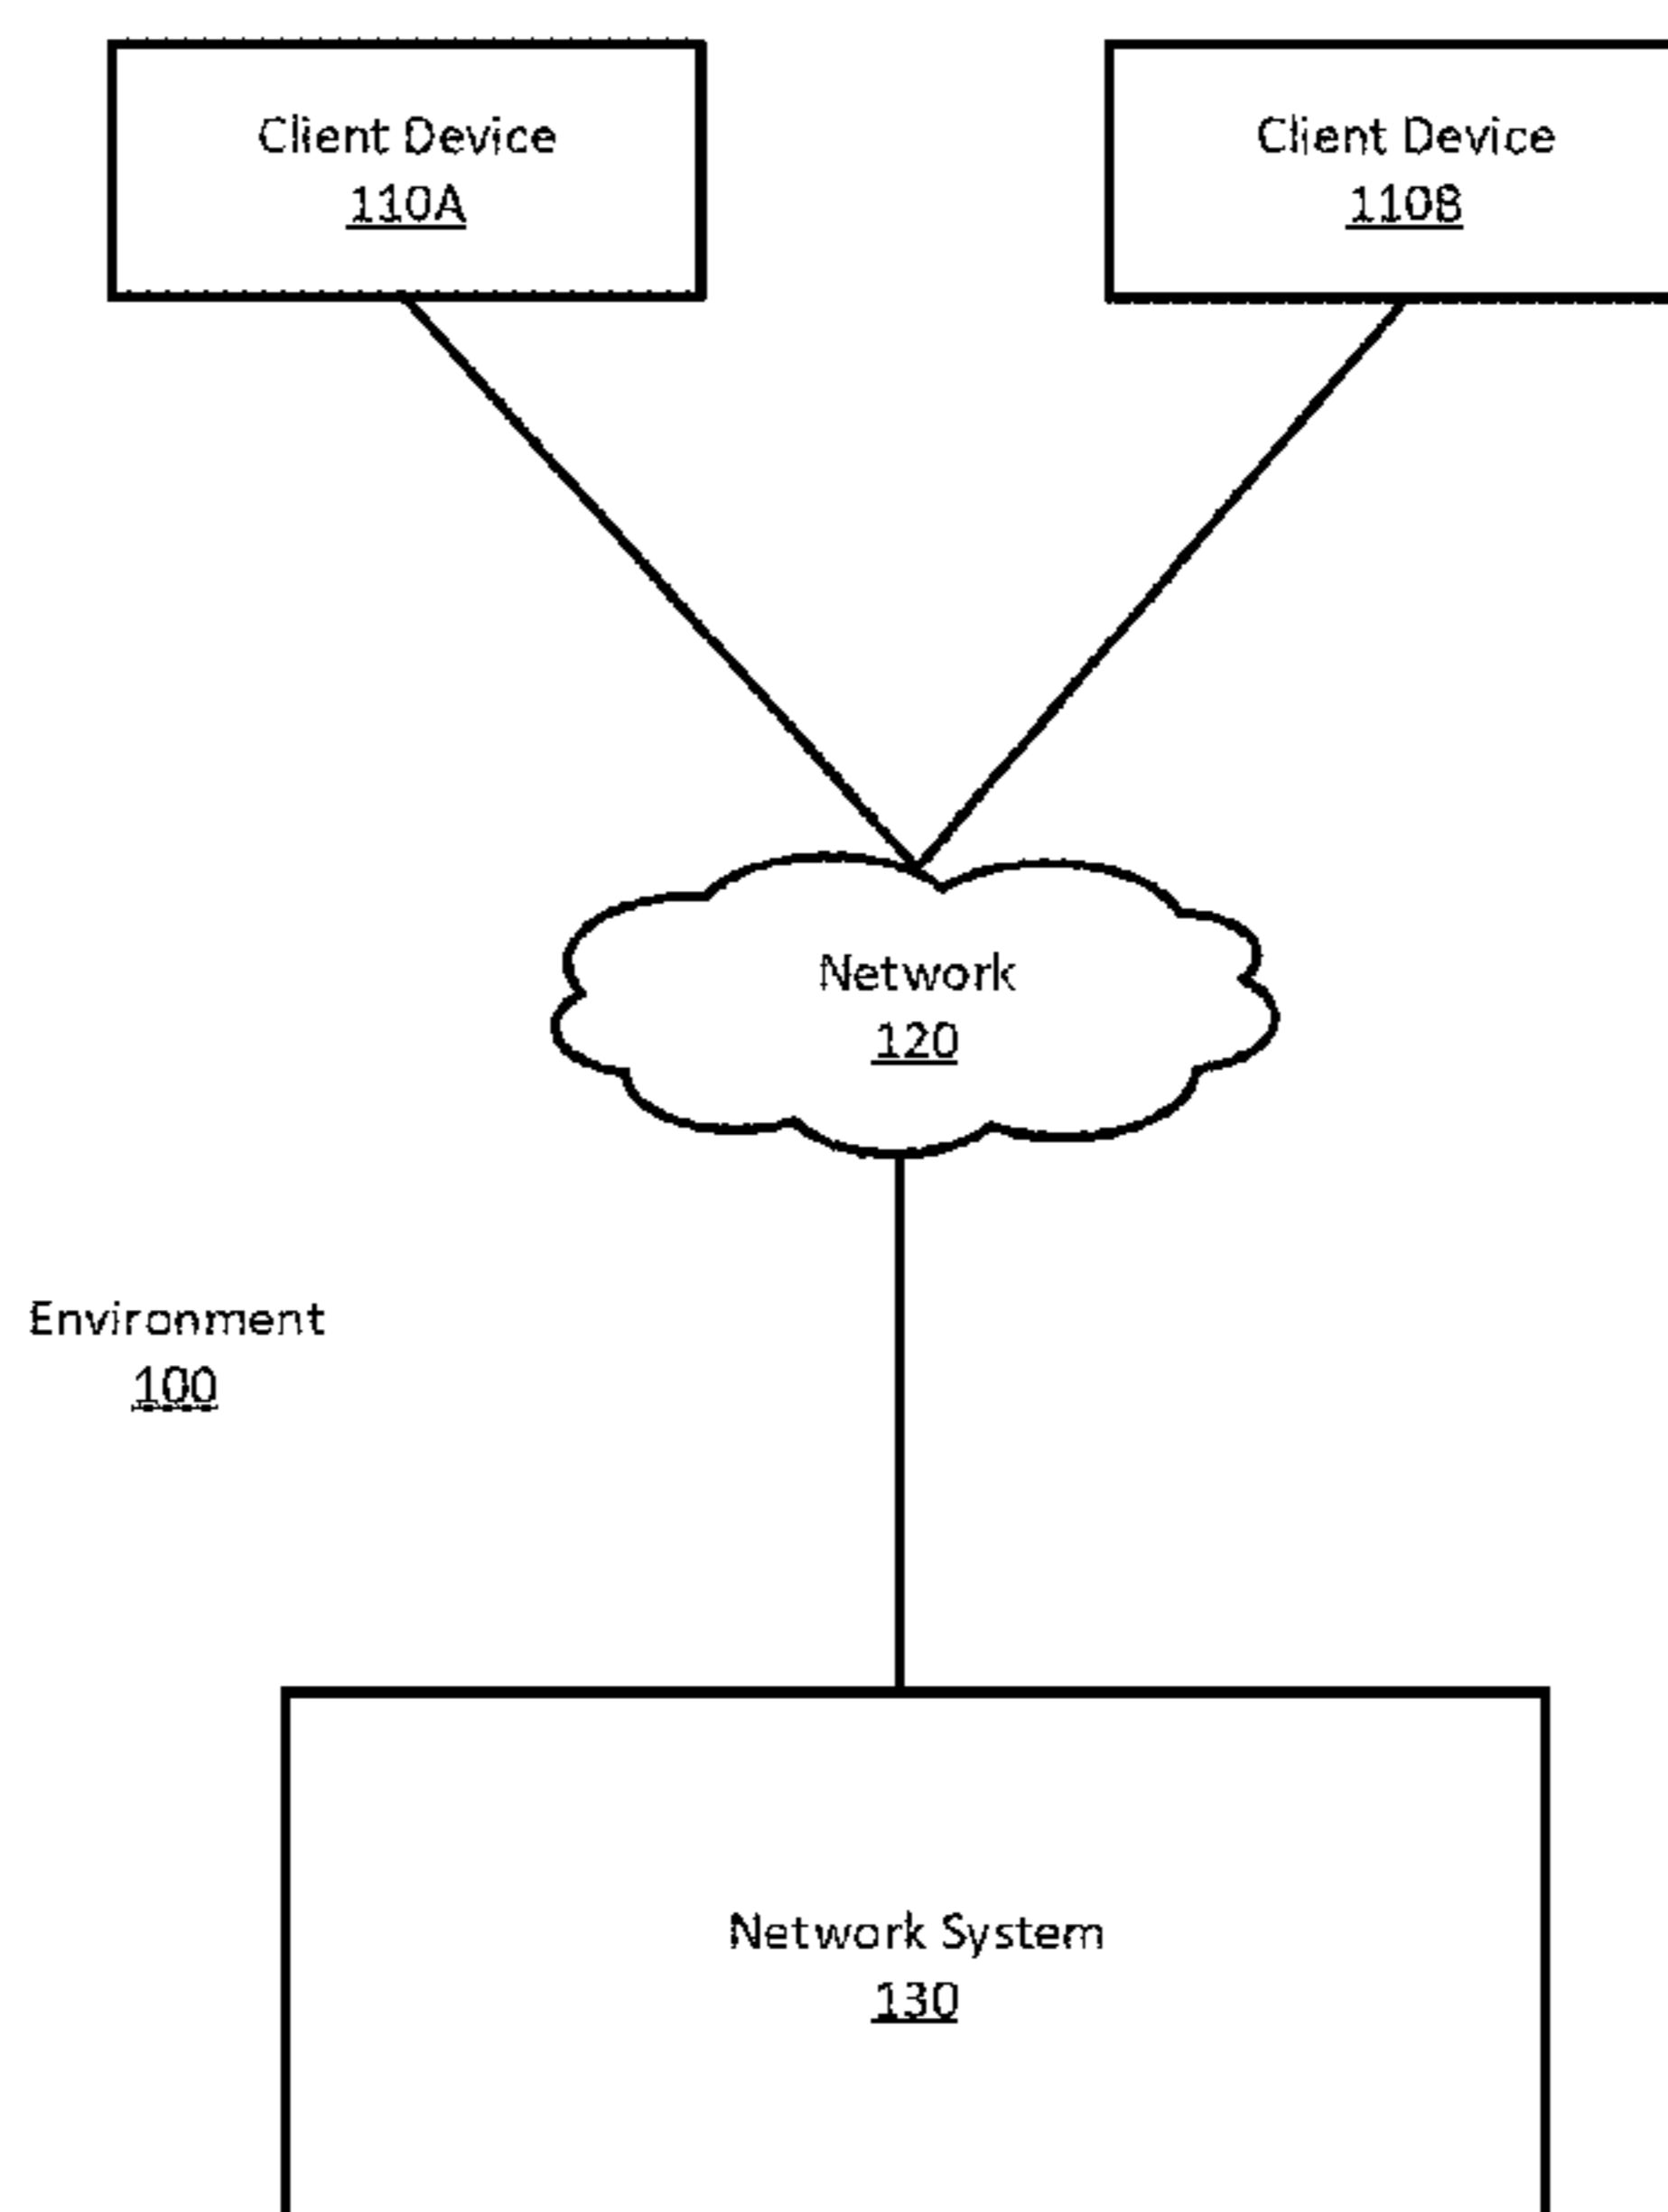 Client Device
110A
Client Device
110B
Network
120
Environment
100
Network System
130